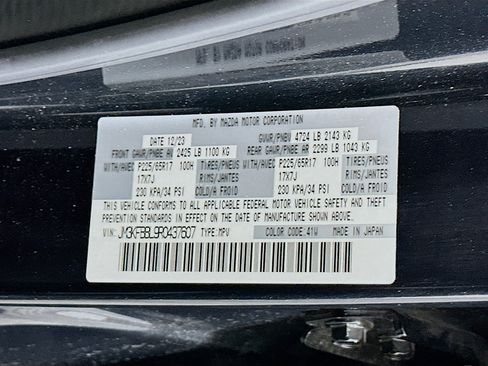 MFD. BY MAZDA MOTOR CORPORATION
DATE 12/23 GVWR/PNBV 4724 LB 2143 KG
FRONT GAWR/PNBE AV 2425 LB 1100 KG REAR GAWR/PNBE AR 2299 LB 1043 KG
WITH/AVEC P225/65R17 100H TIRES/PNEUS WITH/AVEC P225/65R17 100H TIRES/PNEUS
17X7J RIMS/JANTES 17X7J RIMS/JANTES
230 KPA/34 PSI COLD/A FROID 230 KPA/34 PSI COLD/A FROID
THIS VEHICLE CONFORMS TO ALL APPLICABLE FEDERAL MOTOR VEHICLE SAFETY AND
THEFT PREVENTION STANDARDS IN EFFECT ON THE DATE OF MANUFACTURE SHOWN ABOVE.
VIN: JM3KFBBL9P0437607 TYPE:MPV COLOR CODE: 41W MADE IN JAPAN